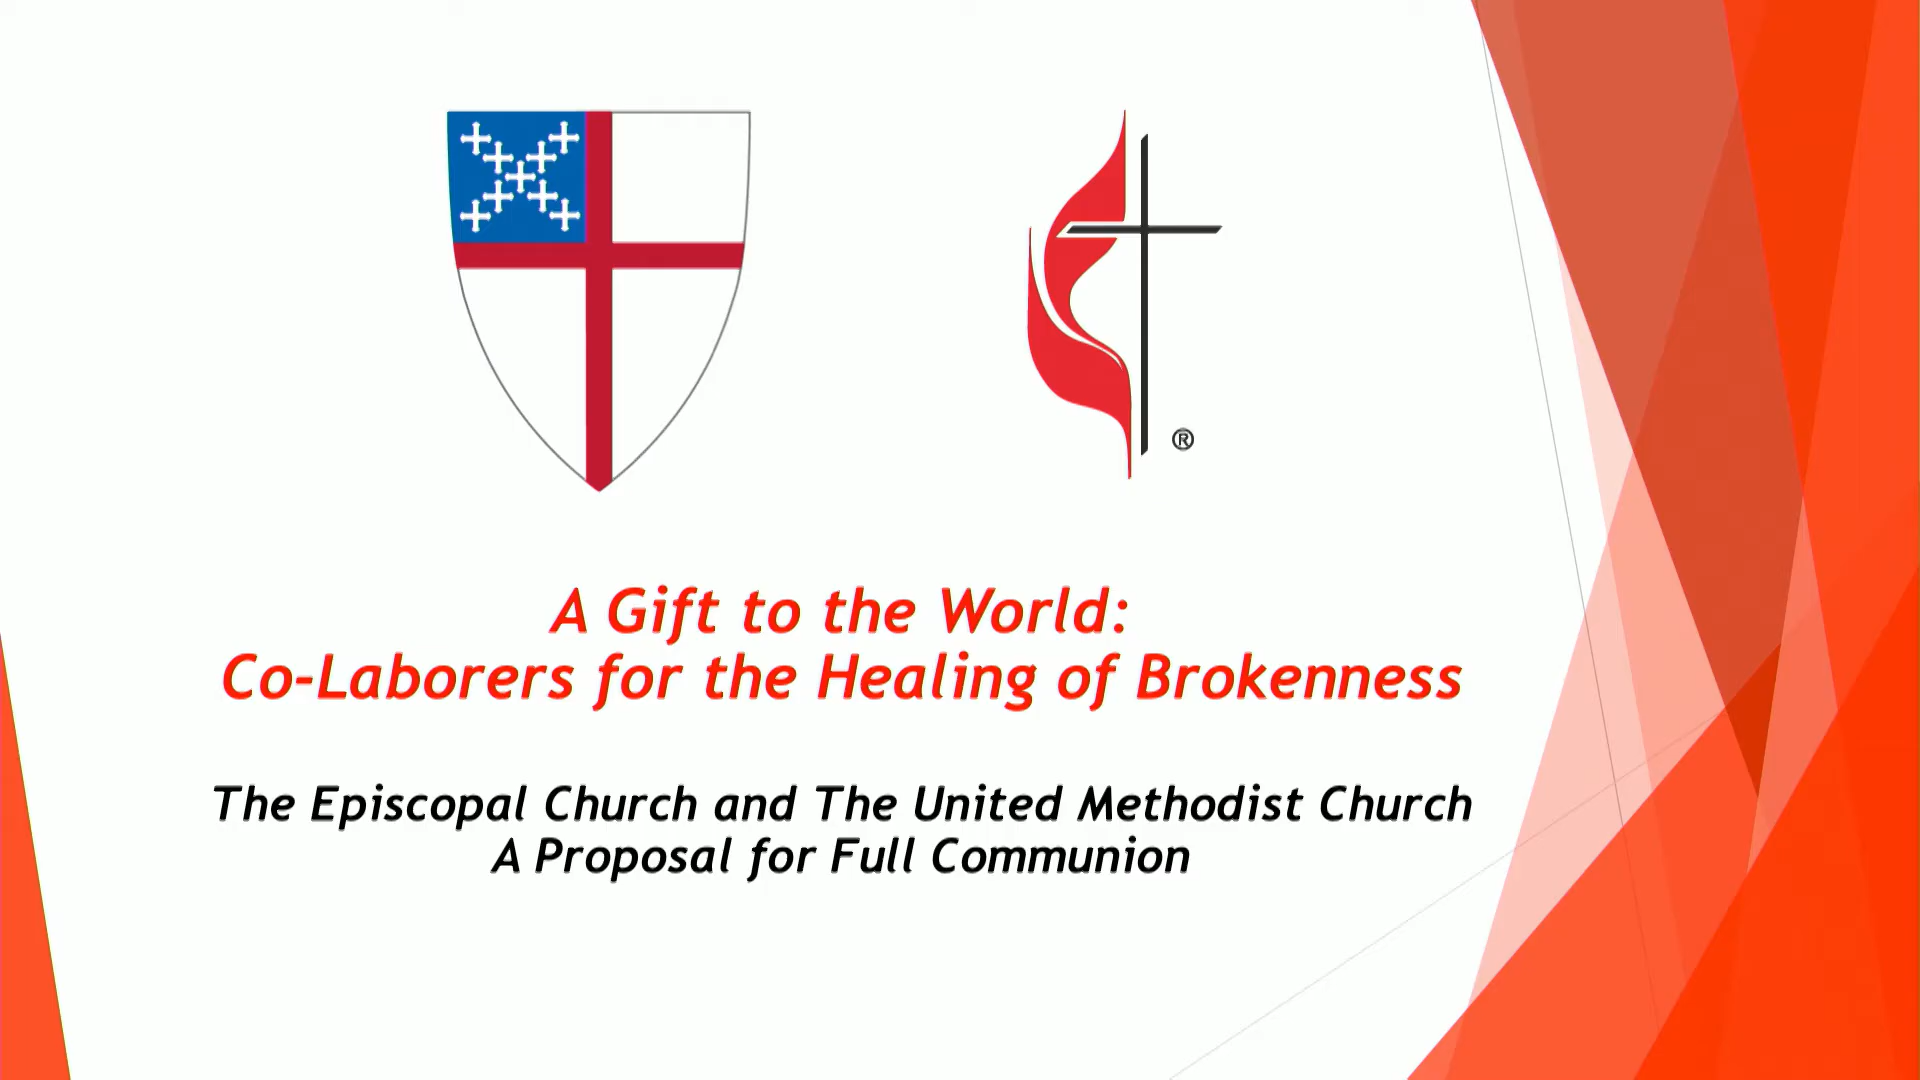 ®
A Gift to the World:
Co-Laborers for the Healing of Brokenness
The Episcopal Church and The United Methodist Church
A Proposal for Full Communion